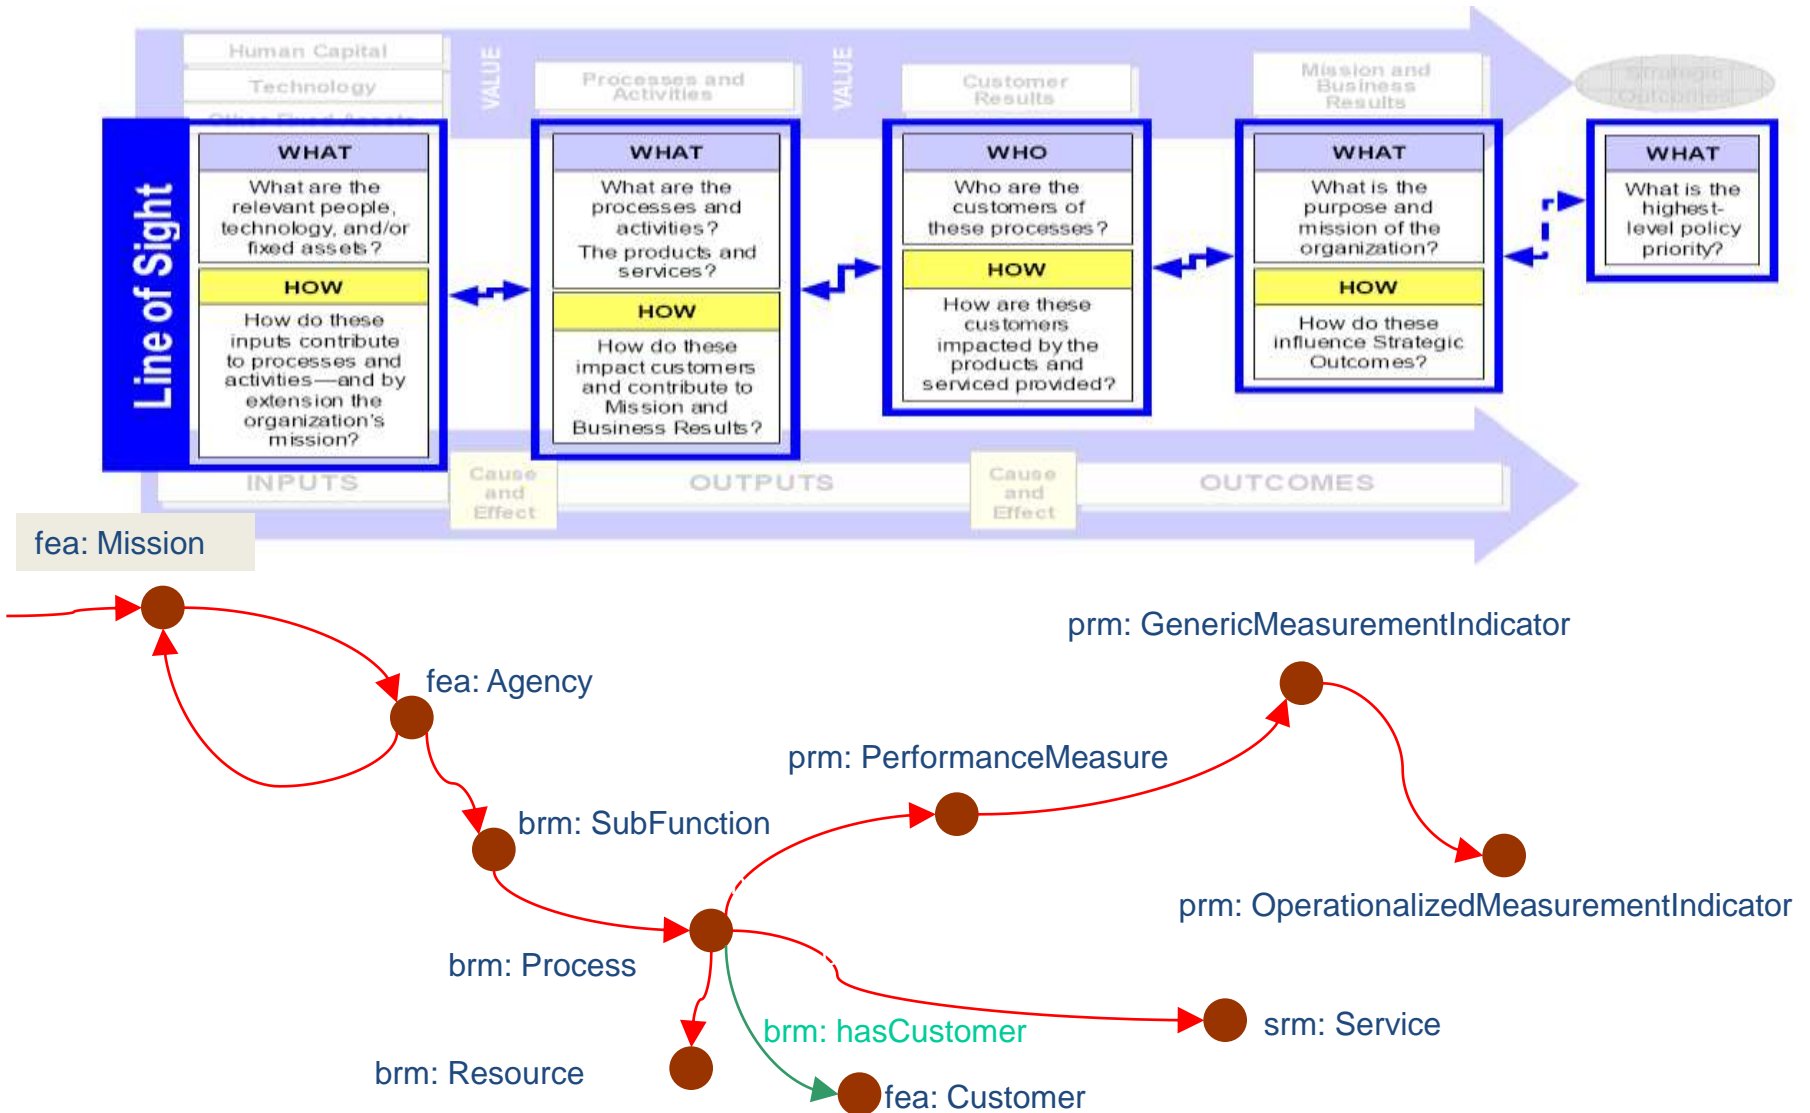 Human Capital
Technology
Other Fixed Assets
VALUE
Processes and
Activities
VALUE
Customer
Results
Mission and
Business
Results
Strategic
Outcomes
Line of Sight
WHAT
What are the
relevant people,
technology, and/or
fixed assets?
HOW
How do these
inputs contribute
to processes and
activities—and by
extension the
organization's
mission?
WHAT
What are the
processes and
activities?
The products and
services?
HOW
How do these
impact customers
and contribute to
Mission and
Business Results?
WHO
Who are the
customers of
these processes?
HOW
How are these
customers
impacted by the
products and
serviced provided?
WHAT
What is the
purpose and
mission of the
organization?
HOW
How do these
influence Strategic
Outcomes?
WHAT
What is the
highest-
level policy
priority?
INPUTS
Cause
and
Effect
OUTPUTS
Cause
and
Effect
OUTCOMES
fea: Mission
fea: Agency
brm: SubFunction
brm: Process
brm: Resource
brm: hasCustomer
fea: Customer
srm: Service
prm: PerformanceMeasure
prm: GenericMeasurementIndicator
prm: OperationalizedMeasurementIndicator